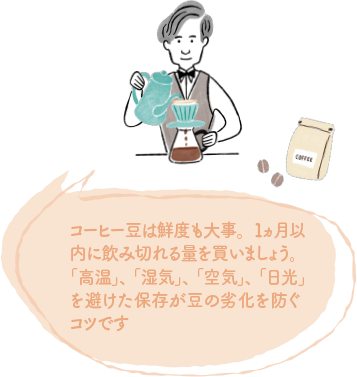 COFFEE
コーヒー豆は鮮度も大事。1ヵ月以
内に飲み切れる量を買いましょう。
「高温」、「湿気」、「空気」、「日光」
を避けた保存が豆の劣化を防ぐ
コツです